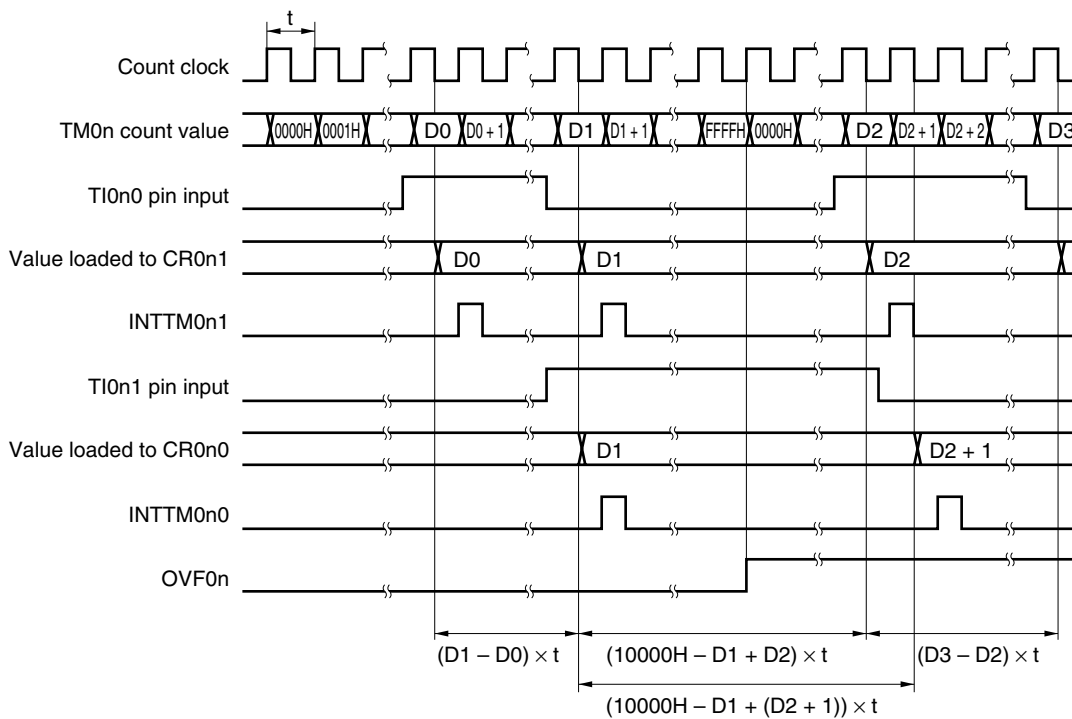 t
Count clock
TM0n count value 0000H 0001H D0 D0 + 1 D1 D1 + 1 FFFFH 0000H D2 D2 + 1 D2 + 2 D3
TI0n0 pin input
Value loaded to CR0n1 D0 D1 D2
INTTM0n1
TI0n1 pin input
Value loaded to CR0n0 D1 D2 + 1
INTTM0n0
OVF0n
(D1 – D0) × t (10000H – D1 + D2) × t (D3 – D2) × t
(10000H – D1 + (D2 + 1)) × t